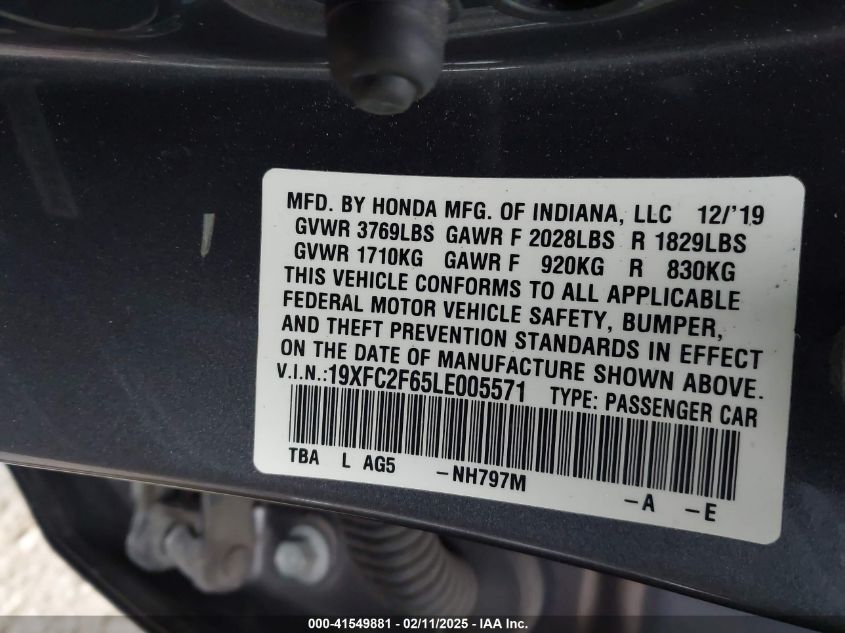 MFD. BY HONDA MFG. OF INDIANA, LLC 12/'19
GVWR 3769LBS GAWR F 2028LBS R 1829LBS
GVWR 1710KG GAWR F 920KG R 830KG
THIS VEHICLE CONFORMS TO ALL APPLICABLE
FEDERAL MOTOR VEHICLE SAFETY, BUMPER,
AND THEFT PREVENTION STANDARDS IN EFFECT
ON THE DATE OF MANUFACTURE SHOWN ABOVE.
V.I.N.:19XFC2F65LE005571 TYPE: PASSENGER CAR
TBA L AG5 -NH797M -A -E
000-41549881 - 02/11/2025 - IAA Inc.